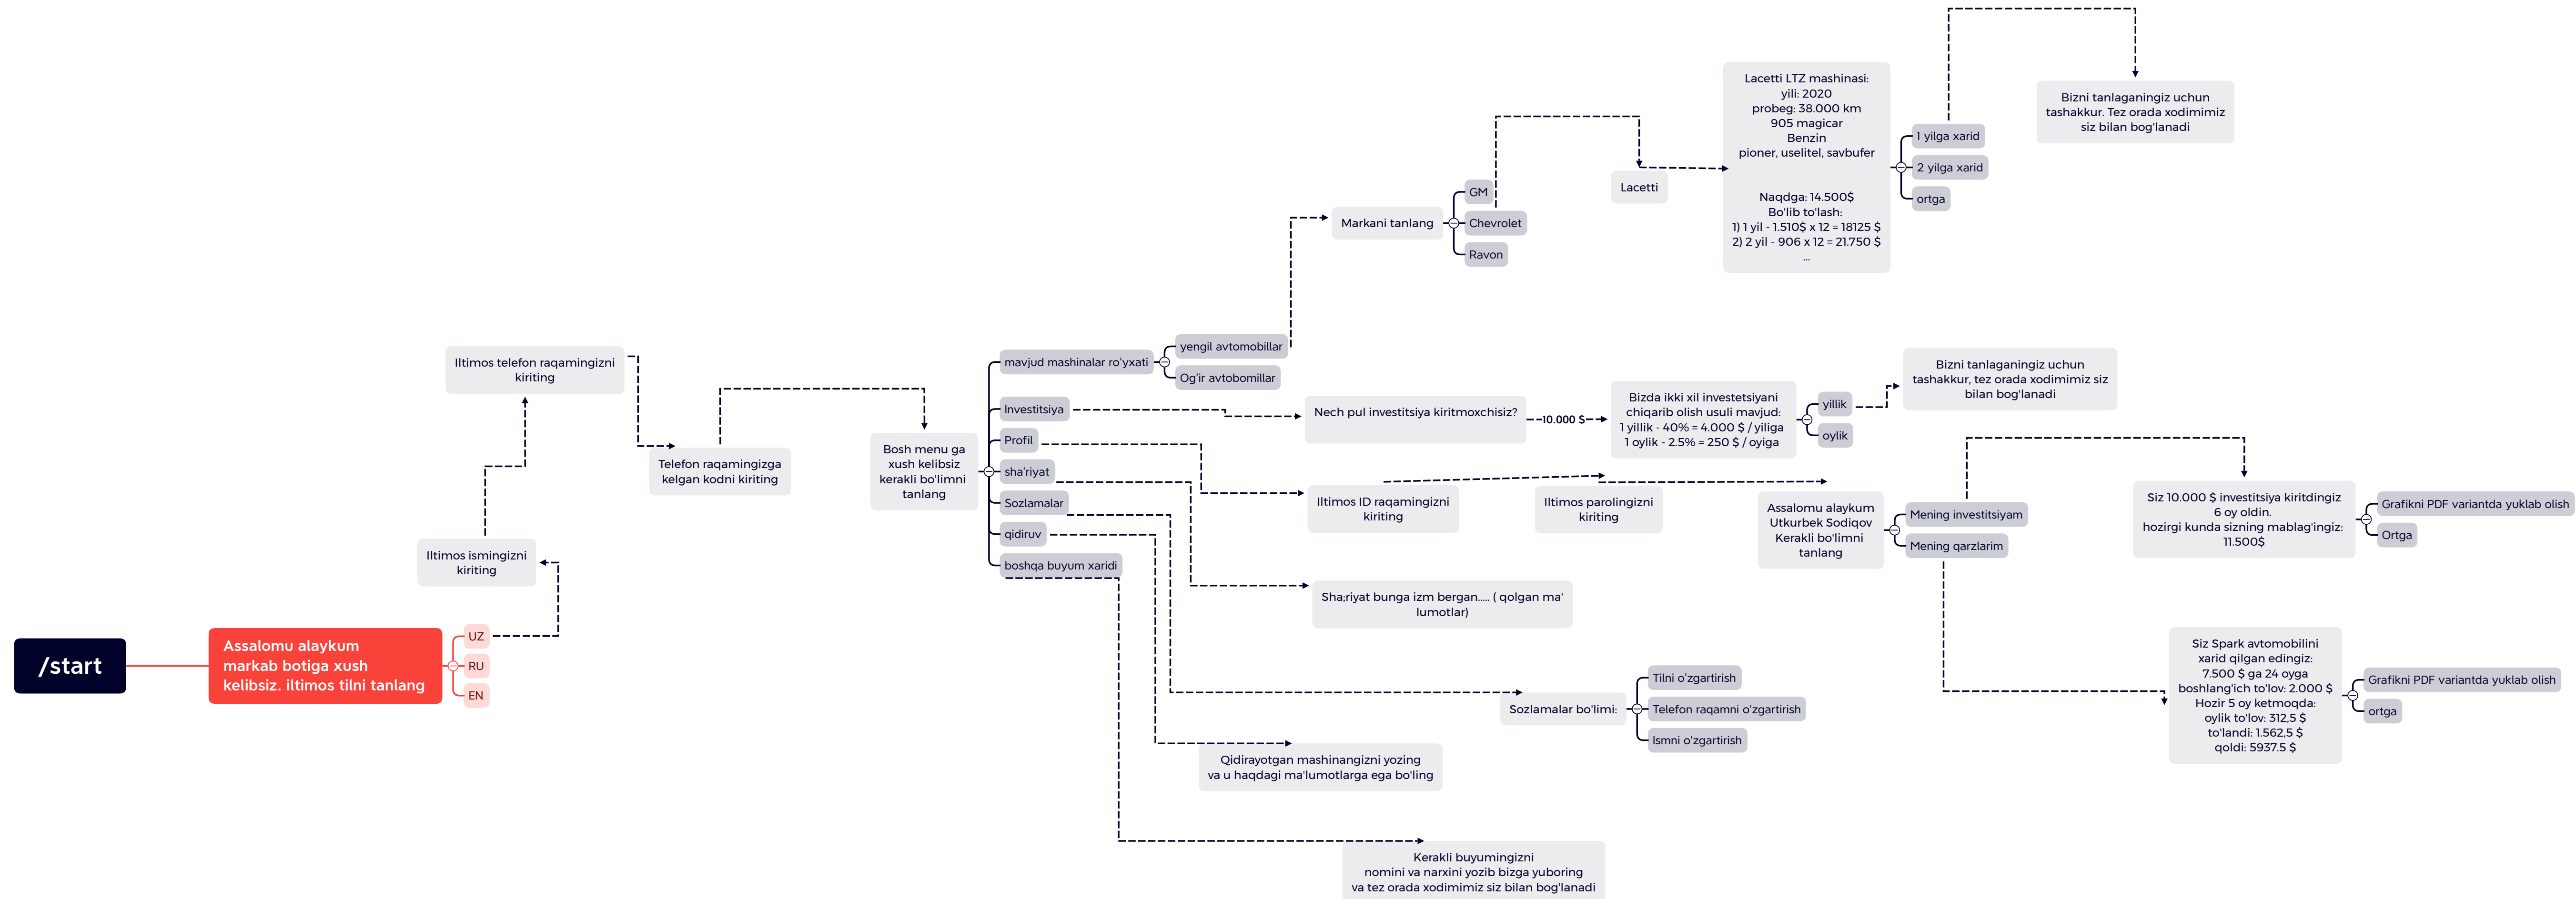 /start
Assalomu alaykum
markab botiga xush
kelibsiz. iltimos tilni tanlang
UZ
RU
EN
Iltimos ismingizni
kiriting
Iltimos telefon raqamingizni
kiriting
Telefon raqamingizga
kelgan kodni kiriting
Bosh menu ga
xush kelibsiz
kerakli bo'limni
tanlang
mavjud mashinalar ro'yxati
yengil avtomobillar
Og'ir avtobomillar
Markani tanlang
GM
Chevrolet
Ravon
Lacetti
Lacetti LTZ mashinasi:
yili: 2020
probeg: 38.000 km
905 magicar
Benzin
pioner, uselitel, savbufer
Naqdga: 14.500$
Bo'lib to'lash:
1) 1 yil - 1.510$ x 12 = 18125 $
2) 2 yil - 906 x 12 = 21.750 $
...
1 yilga xarid
2 yilga xarid
ortga
Bizni tanlaganingiz uchun
tashakkur. Tez orada xodimimiz
siz bilan bog'lanadi
Investitsiya
Nech pul investitsiya kiritmoxchisiz?
10.000 $
Bizda ikki xil investetsiyani
chiqarib olish usuli mavjud:
1 yillik - 40% = 4.000 $ / yiliga
1 oylik - 2.5% = 250 $ / oyiga
yillik
oylik
Bizni tanlaganingiz uchun
tashakkur, tez orada xodimimiz siz
bilan bog'lanadi
Profil
Iltimos ID raqamingizni
kiriting
Iltimos parolingizni
kiriting
Assalomu alaykum
Utkurbek Sodiqov
Kerakli bo'limni
tanlang
Mening investitsiyam
Mening qarzlarim
Siz 10.000 $ investitsiya kiritdingiz
6 oy oldin.
hozirgi kunda sizning mablag'ingiz:
11.500$
Grafikni PDF variantda yuklab olish
Ortga
Siz Spark avtomobilini
xarid qilgan edingiz:
7.500 $ ga 24 oyga
boshlang'ich to'lov: 2.000 $
Hozir 5 oy ketmoqda:
oylik to'lov: 312,5 $
to'landi: 1.562,5 $
qoldi: 5937.5 $
Grafikni PDF variantda yuklab olish
ortga
sha'riyat
Sha;riyat bunga izm bergan..... ( qolgan ma'
lumotlar)
Sozlamalar
Sozlamalar bo'limi:
Tilni o'zgartirish
Telefon raqamni o'zgartirish
Ismni o'zgartirish
qidiruv
Qidirayotgan mashinangizni yozing
va u haqdagi ma'lumotlarga ega bo'ling
boshqa buyum xaridi
Kerakli buyumingizni
nomini va narxini yozib bizga yuboring
va tez orada xodimimiz siz bilan bog'lanadi